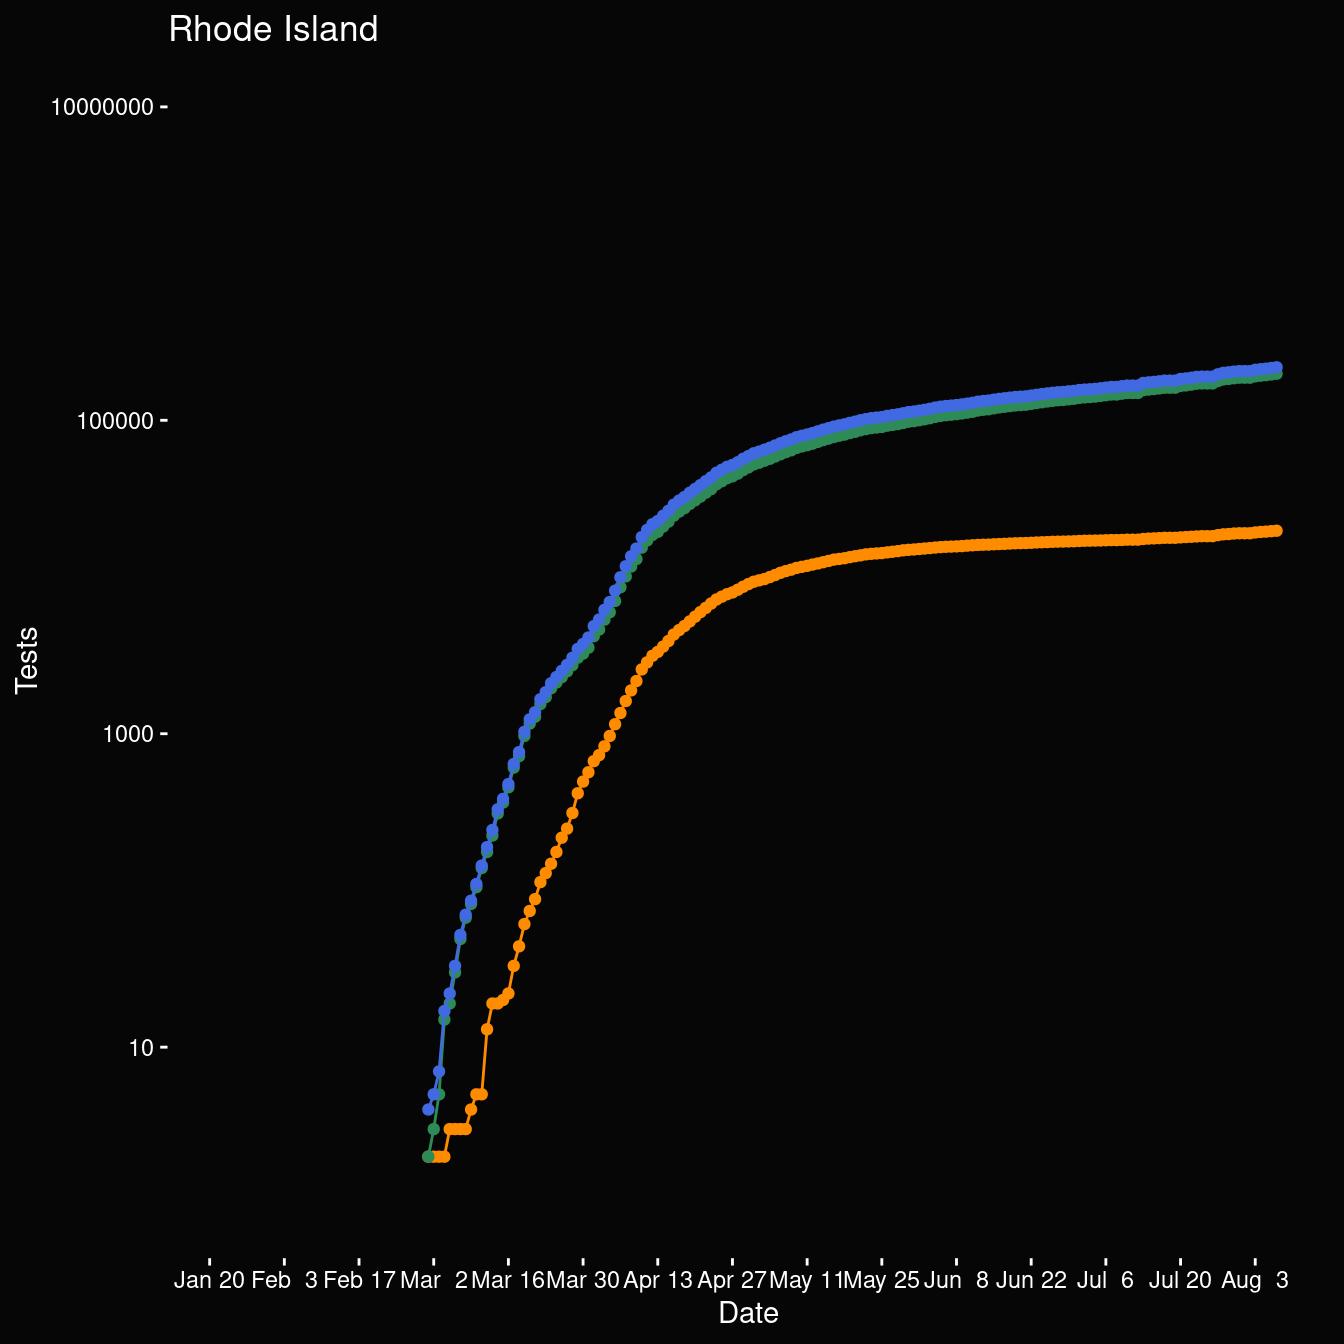 Rhode Island
10000000
100000
1000
10
Tests
Jan 20 Feb 3 Feb 17 Mar 2 Mar 16 Mar 30 Apr 13 Apr 27 May 11 May 25 Jun 8 Jun 22 Jul 6 Jul 20 Aug 3
Date